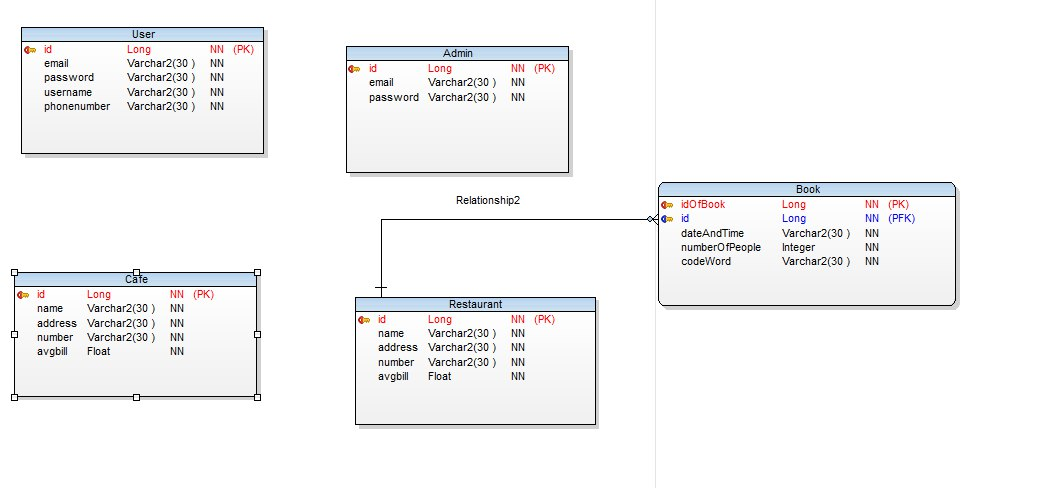 User
id Long NN (PK)
email Varchar2(30 ) NN
password Varchar2(30 ) NN
username Varchar2(30 ) NN
phonenumber Varchar2(30 ) NN
Admin
id Long NN (PK)
email Varchar2(30 ) NN
password Varchar2(30 ) NN
Relationship2
Book
idOfBook Long NN (PK)
id Long NN (PFK)
dateAndTime Varchar2(30 ) NN
numberOfPeople Integer NN
codeWord Varchar2(30 ) NN
Cafe
id Long NN (PK)
name Varchar2(30 ) NN
address Varchar2(30 ) NN
number Varchar2(30 ) NN
avgbill Float NN
Restaurant
id Long NN (PK)
name Varchar2(30 ) NN
address Varchar2(30 ) NN
number Varchar2(30 ) NN
avgbill Float NN